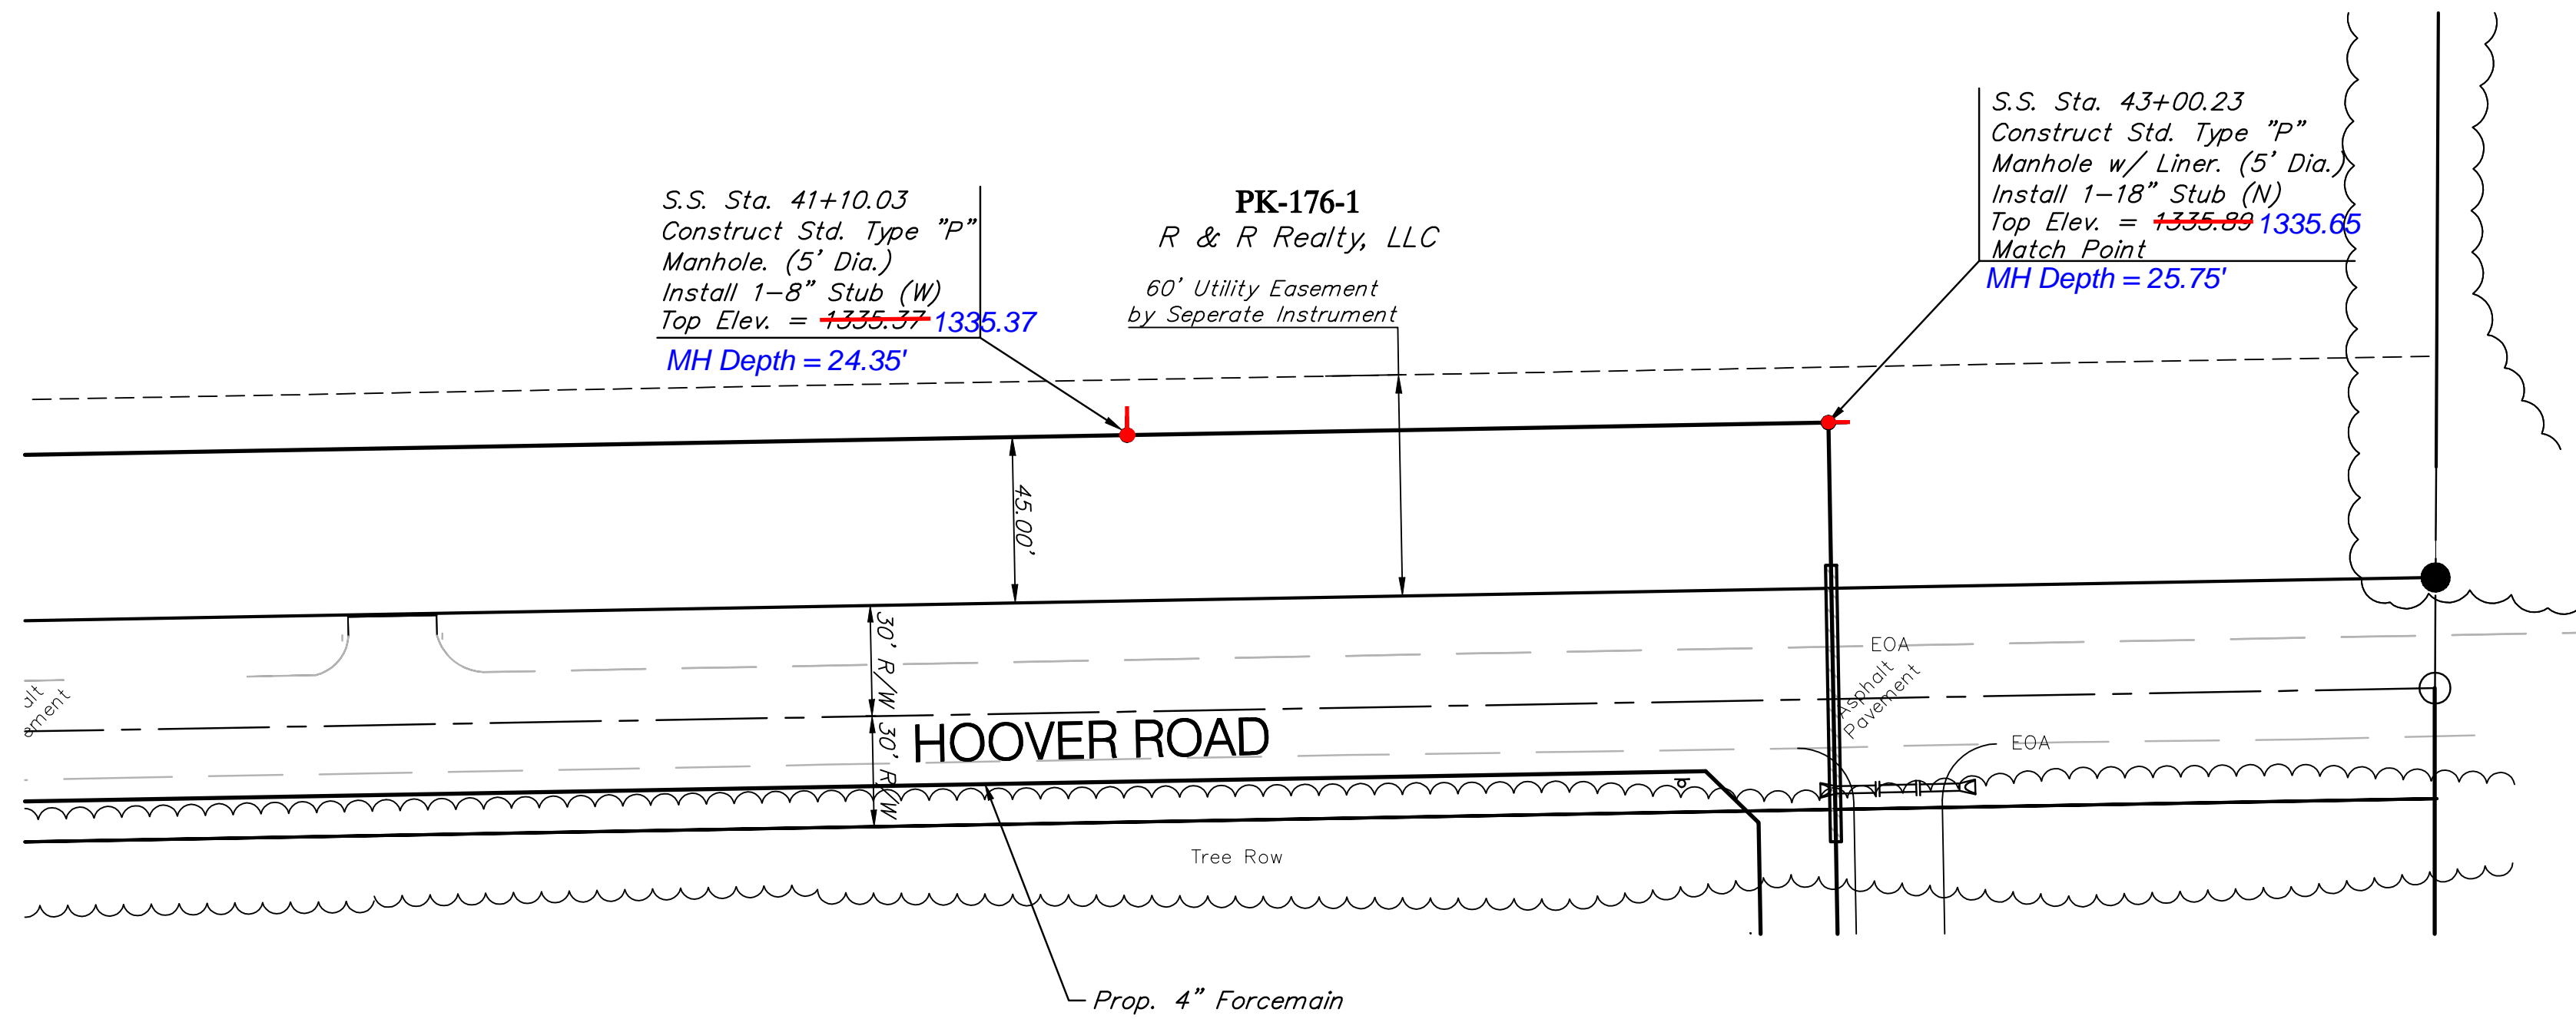 S.S. Sta. 43+00.23
Construct Std. Type "P"
Manhole w/ Liner. (5' Dia.)
Install 1-18" Stub (N)
Top Elev. = 1335.89 1335.65
Match Point
MH Depth = 25.75'
S.S. Sta. 41+10.03
Construct Std. Type "P"
Manhole. (5' Dia.)
Install 1-8" Stub (W)
Top Elev. = 1335.37 1335.37
MH Depth = 24.35'
PK-176-1
R & R Realty, LLC
60' Utility Easement
by Seperate Instrument
45.00'
30' R/W
30' R/W
HOOVER ROAD
EOA
Asphalt
Pavement
EOA
Tree Row
Prop. 4" Forcemain